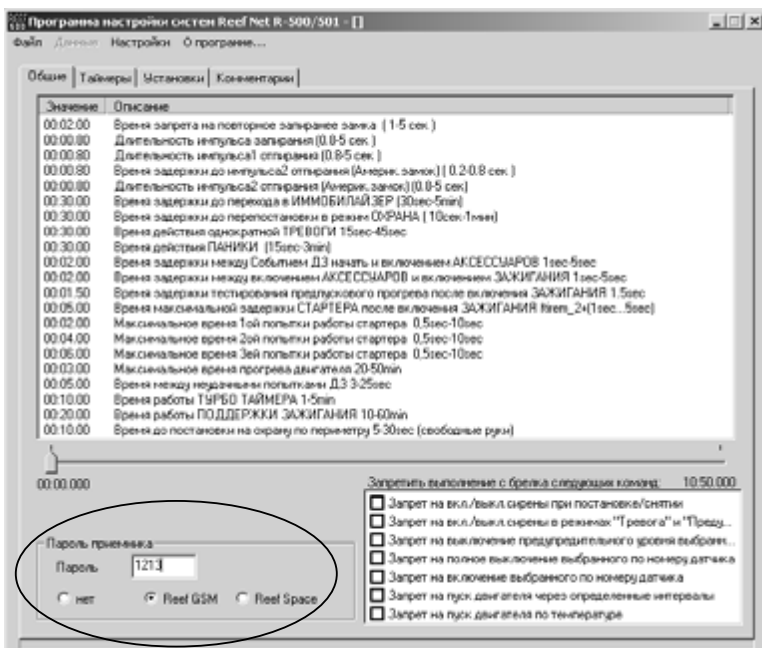 Программа настройки систем Reef Net R-500/501 - []
Файл Данные Настройки О программе...
Общие Таймеры Установки Комментарии
Значение Описание
00:02.00 Время запрета на повторное запиранее замка ( 1-5 сек )
00:00.80 Длительность импульса запирания (0.8-5 сек )
00:00.80 Длительность импульса1 отпирания (0.8-5 сек )
00:00.80 Время задержки до импульса2 отпирания (Америк. замок) ( 0.2-0.8 сек )
00:00.80 Длительность импульса2 отпирания (Америк. замок) (0.8-5 сек)
00:30.00 Время задержки до перехода в ИММОБИЛАЙЗЕР (30sec-5min)
00:30.00 Время задержки до перепостановки в режим ОХРАНА ( 10сек-1мин)
00:30.00 Время действия однократной ТРЕВОГИ 15sec-45sec
00:30.00 Время действия ПАНИКИ (15sec-3min)
00:02.00 Время задержки между Событием ДЗ начать и включением АКСЕССУАРОВ 1sec-5sec
00:02.00 Время задержки между включением АКСЕССУАРОВ и включением ЗАЖИГАНИЯ 1sec-5sec
00:01.50 Время задержки тестирования предпускового прогрева после включения ЗАЖИГАНИЯ 1.5sec
00:05.00 Время максимальной задержки СТАРТЕРА после включения ЗАЖИГАНИЯ ttrem_2+(1sec...5sec)
00:02.00 Максимальное время 1ой попытки работы стартера 0,5sec-10sec
00:04.00 Максимальное время 2ой попытки работы стартера 0,5sec-10sec
00:06.00 Максимальное время 3ей попытки работы стартера 0,5sec-10sec
00:03.00 Максимальное время прогрева двигателя 20-50min
00:05.00 Время между неудачными попытками ДЗ 3-25sec
00:10.00 Время работы ТУРБО ТАЙМЕРА 1-5min
00:20.00 Время работы ПОДДЕРЖКИ ЗАЖИГАНИЯ 10-60min
00:10.00 Время до постановки на охрану по периметру 5-30sec (свободные руки)
00:00.000
Запретить выполнение с брелка следующих команд: 10:50.000
Запрет на вкл./выкл.сирены при постановке/снятии
Запрет на вкл./выкл.сирены в режимах "Тревога" и "Преду...
Запрет на выключение предупредительного уровня выбранн...
Запрет на полное выключение выбранного по номеру датчика
Запрет на включение выбранного по номеру датчика
Запрет на пуск двигателя через определенные интервалы
Запрет на пуск двигателя по температуре
Пароль приемника
Пароль 1213
нет Reef GSM Reef Space